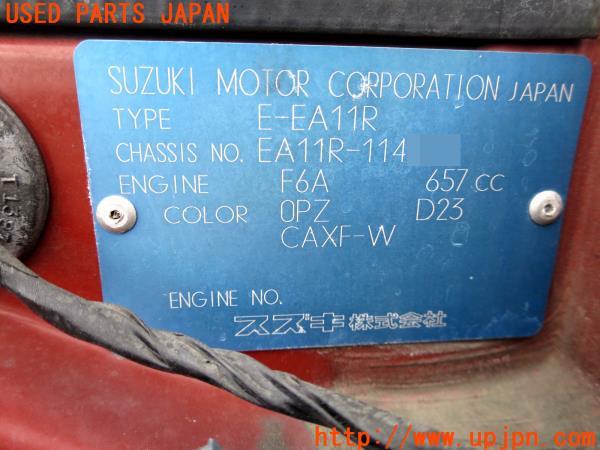 USED PARTS JAPAN
SUZUKI MOTOR CORPORATION JAPAN
TYPE E-EA11R
CHASSIS NO. EA11R-114
ENGINE F6A 657 CC
COLOR 0PZ D23
CAXF-W
ENGINE NO.
スズキ株式会社
http://www.upjpn.com/